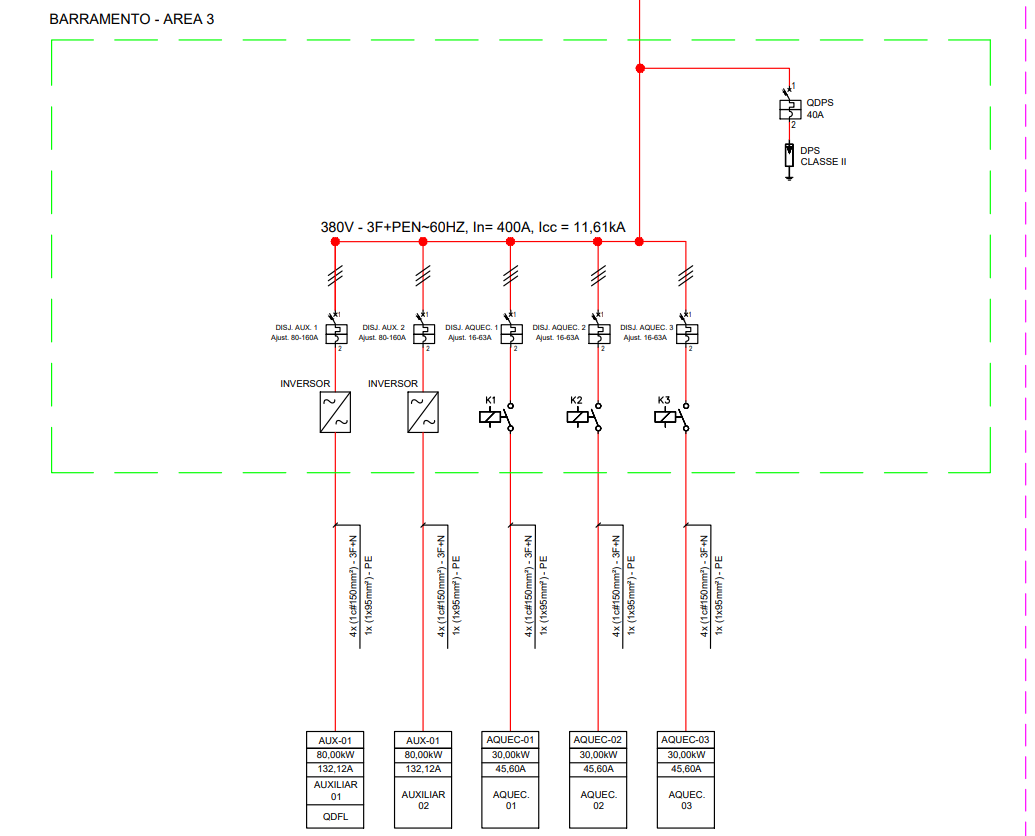 BARRAMENTO - AREA 3
1
QDPS
40A
2
DPS
CLASSE II
380V - 3F+PEN~60HZ, In= 400A, Icc = 11,61kA
DISJ. AUX. 1
Ajust. 80-160A
1
2
DISJ. AUX. 2
Ajust. 80-160A
1
2
DISJ. AQUEC. 1
Ajust. 16-63A
1
2
DISJ. AQUEC. 2
Ajust. 16-63A
1
2
DISJ. AQUEC. 3
Ajust. 16-63A
1
2
INVERSOR
INVERSOR
K1
K2
K3
4x (1c#150mm²) - 3F+N
1x (1x95mm²) - PE
4x (1c#150mm²) - 3F+N
1x (1x95mm²) - PE
4x (1c#150mm²) - 3F+N
1x (1x95mm²) - PE
4x (1c#150mm²) - 3F+N
1x (1x95mm²) - PE
4x (1c#150mm²) - 3F+N
1x (1x95mm²) - PE
AUX-01
80,00kW
132,12A
AUXILIAR
01
QDFL
AUX-01
80,00kW
132,12A
AUXILIAR
02
AQUEC-01
30,00kW
45,60A
AQUEC.
01
AQUEC-02
30,00kW
45,60A
AQUEC.
02
AQUEC-03
30,00kW
45,60A
AQUEC.
03